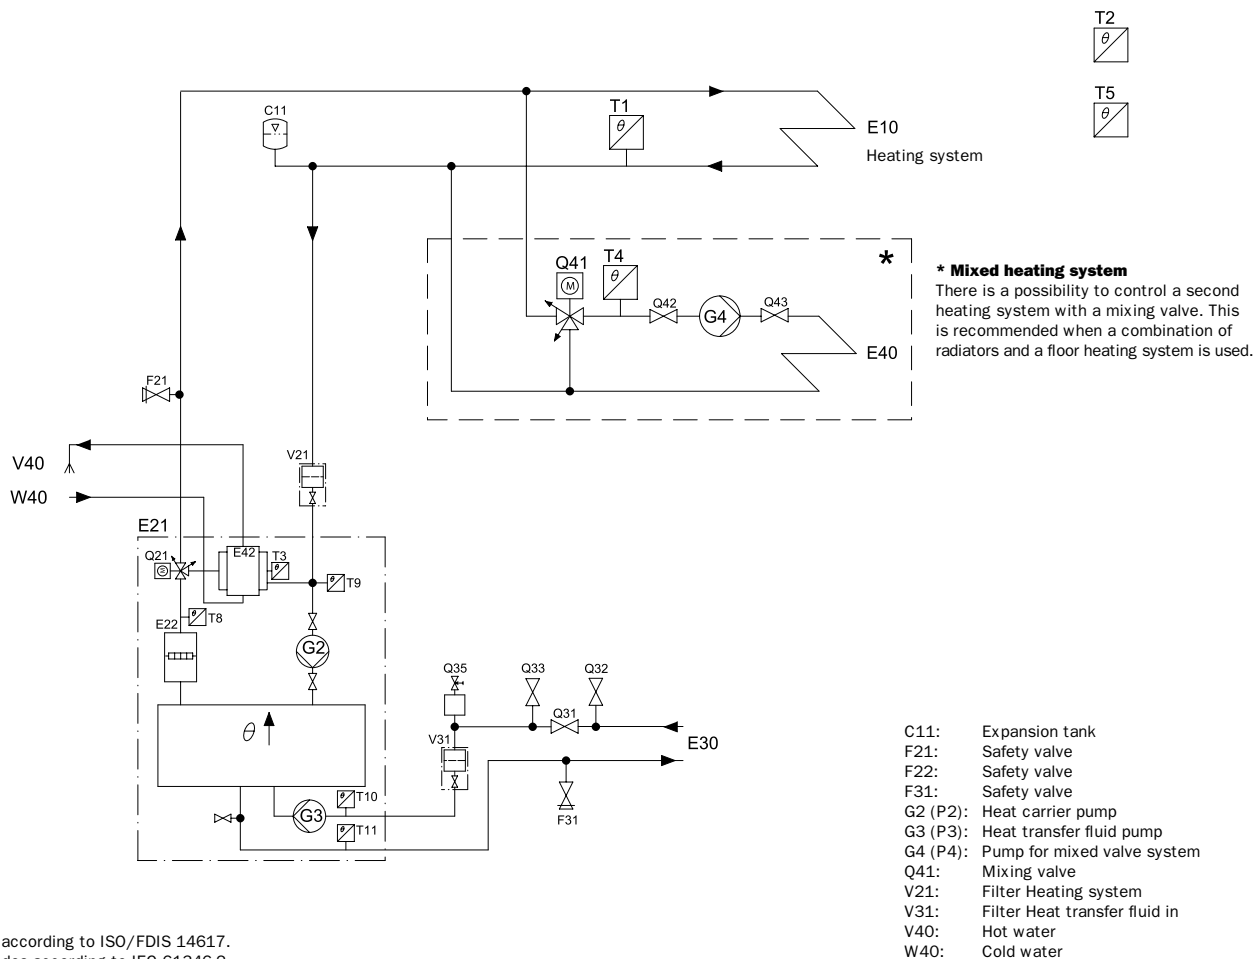 T2
θ
T5
θ
C11
T1
θ
E10
Heating system
*
Q41
M
T4
θ
Q42
G4
Q43
E40
* Mixed heating system
There is a possibility to control a second
heating system with a mixing valve. This
is recommended when a combination of
radiators and a floor heating system is used.
F21
V40
W40
V21
E21
Q21
M
E42
T3
θ
θ
T9
θ
T8
E22
G2
θ
Q35
Q33
Q32
Q31
V31
E30
θ
T10
G3
θ
T11
F31
C11: Expansion tank
F21: Safety valve
F22: Safety valve
F31: Safety valve
G2 (P2): Heat carrier pump
G3 (P3): Heat transfer fluid pump
G4 (P4): Pump for mixed valve system
Q41: Mixing valve
V21: Filter Heating system
V31: Filter Heat transfer fluid in
V40: Hot water
W40: Cold water
according to ISO/FDIS 14617.